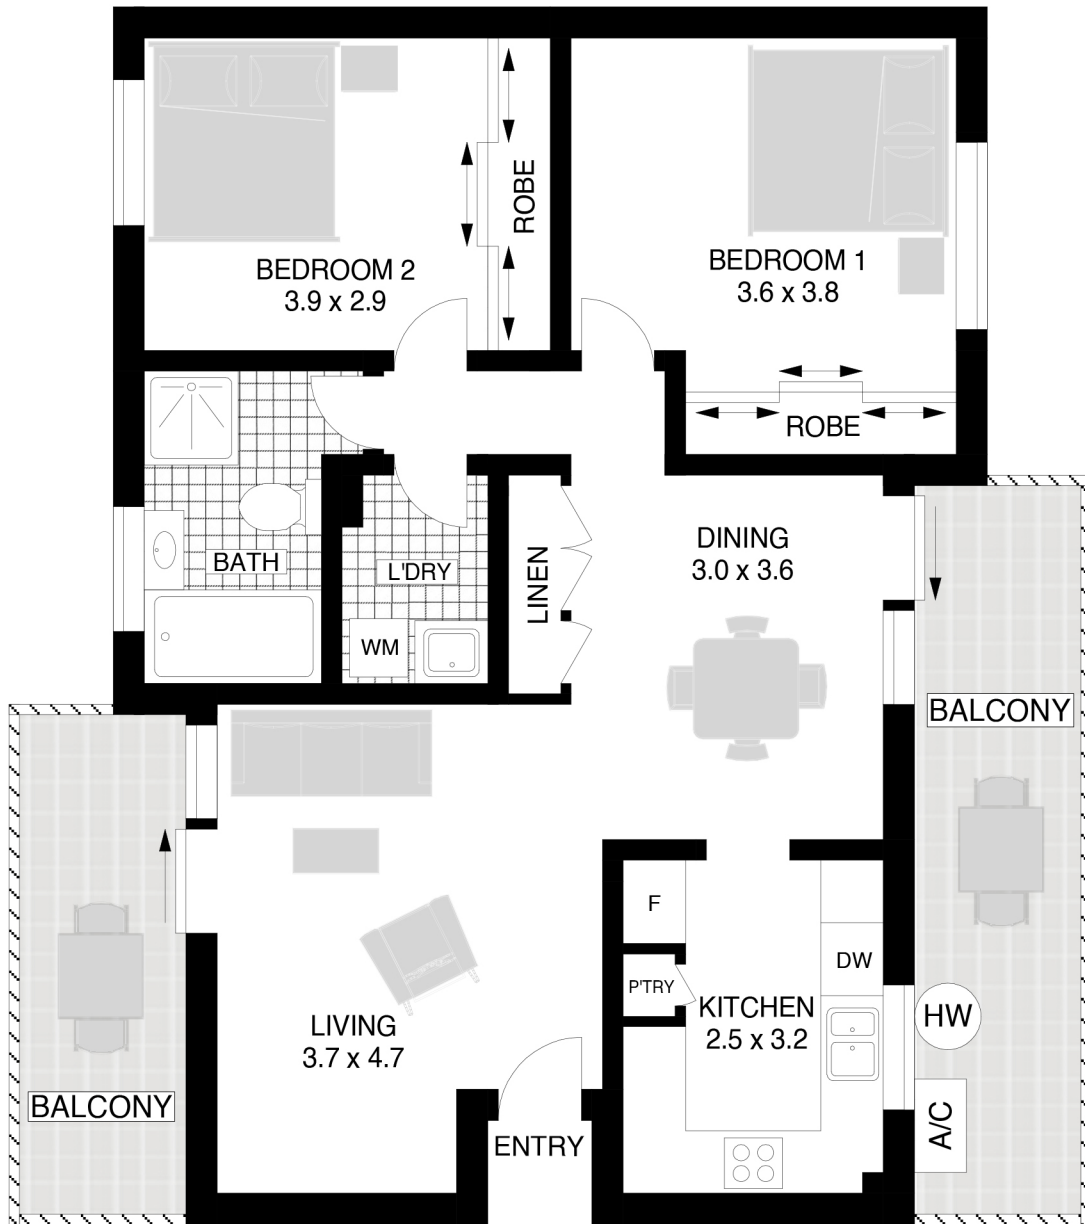 ROBE
BEDROOM 2
3.9 x 2.9
BEDROOM 1
3.6 x 3.8
ROBE
BATH
L'DRY
LINEN
DINING
3.0 x 3.6
WM
BALCONY
F
DW
P'TRY
KITCHEN
2.5 x 3.2
HW
LIVING
3.7 x 4.7
BALCONY
A/C
ENTRY